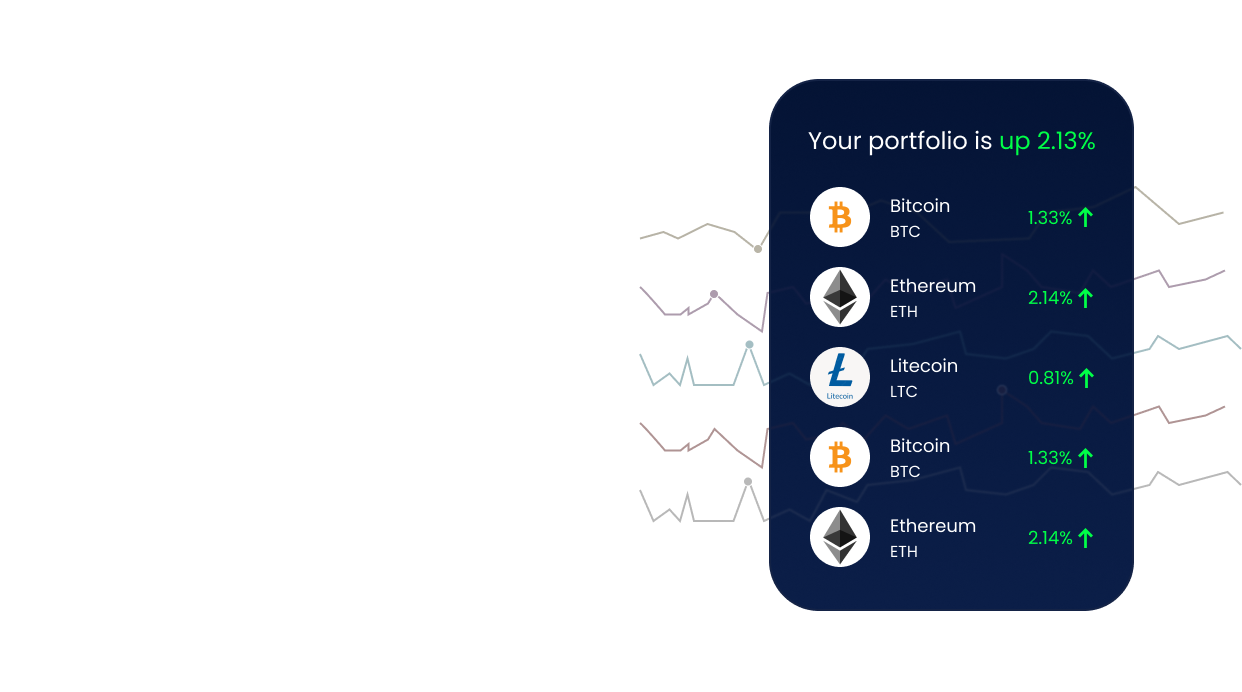 Your portfolio is up 2.13%
Bitcoin
BTC
1.33%
Ethereum
ETH
2.14%
Litecoin
Litecoin
LTC
0.81%
Bitcoin
BTC
1.33%
Ethereum
ETH
2.14%